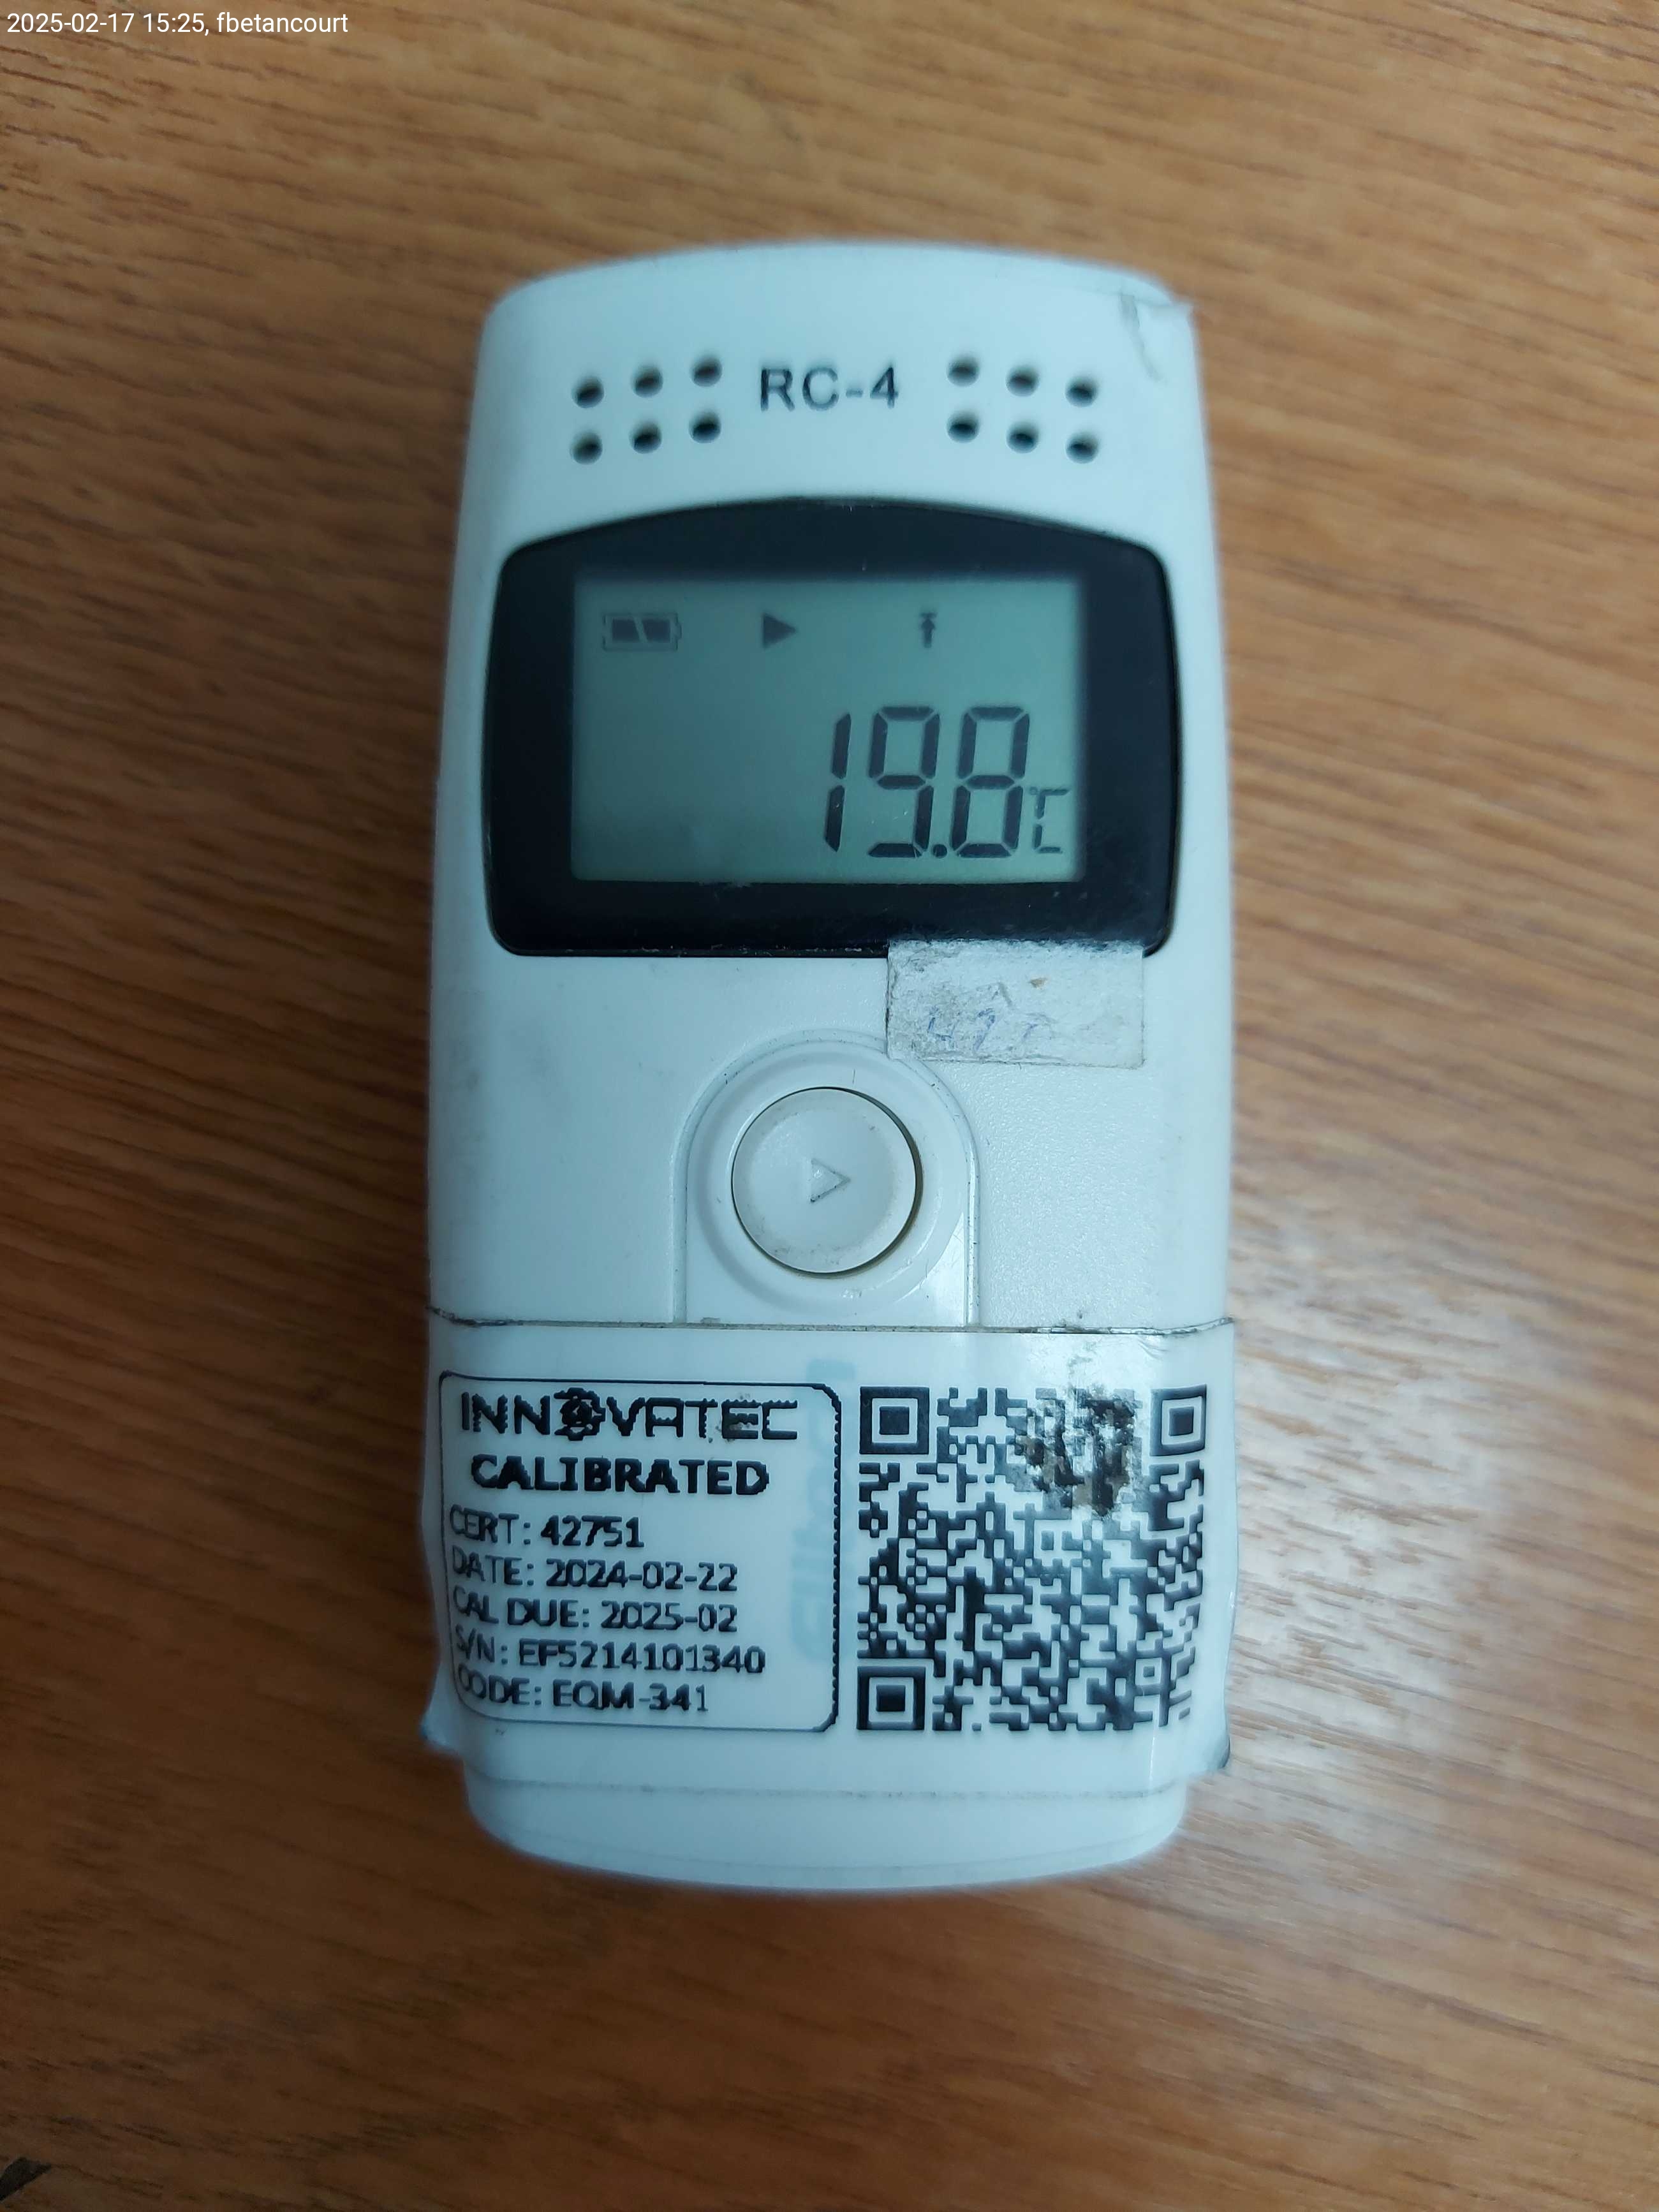 2025-02-17 15:25, fbetancourt
RC-4
19.8℃
INNOVATEC
CALIBRATED
CERT: 42751
DATE: 2024-02-22
CAL DUE: 2025-02
S/N: EF5214101340
CODE: EQM-341